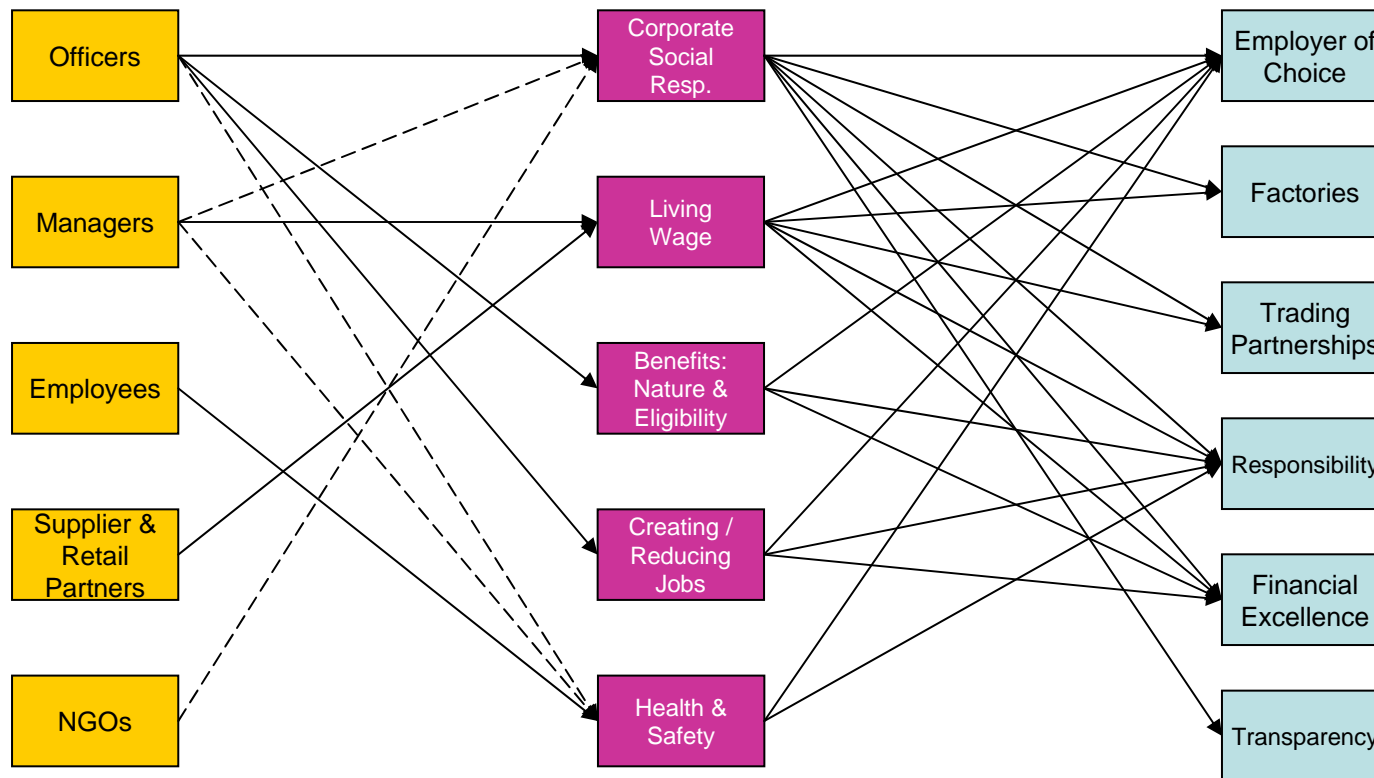 Officers
Managers
Employees
Supplier &
Retail
Partners
NGOs
Corporate
Social
Resp.
Living
Wage
Benefits:
Nature &
Eligibility
Creating /
Reducing
Jobs
Health &
Safety
Employer of
Choice
Factories
Trading
Partnerships
Responsibility
Financial
Excellence
Transparency